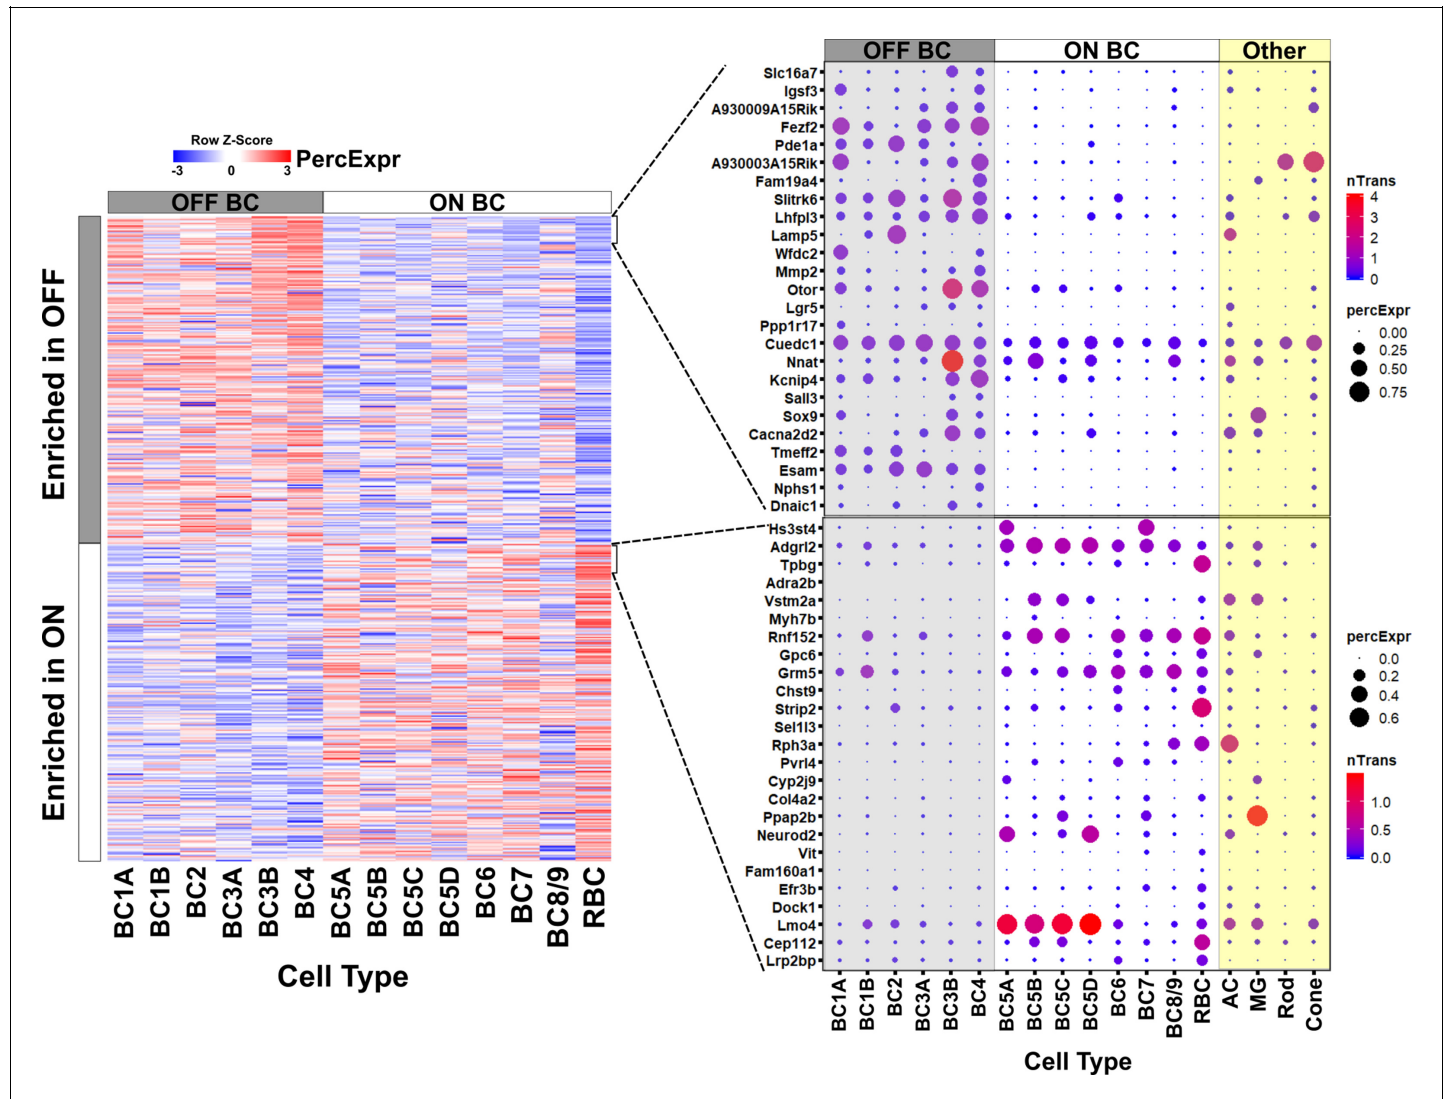 Row Z-Score
-3 0 3
PercExpr
OFF BC ON BC
Enriched in OFF
Enriched in ON
BC1A BC1B BC2 BC3A BC3B BC4 BC5A BC5B BC5C BC5D BC6 BC7 BC8/9 RBC
Cell Type
OFF BC ON BC Other
Slc16a7
Igsf3
A930009A15Rik
Fezf2
Pde1a
A930003A15Rik
Fam19a4
Slitrk6
Lhfpl3
Lamp5
Wfdc2
Mmp2
Otor
Lgr5
Ppp1r17
Cuedc1
Nnat
Kcnip4
Sall3
Sox9
Cacna2d2
Tmeff2
Esam
Nphs1
Dnaic1
Hs3st4
Adgrl2
Tpbg
Adra2b
Vstm2a
Myh7b
Rnf152
Gpc6
Grm5
Chst9
Strip2
Sel1l3
Rph3a
Pvrl4
Cyp2j9
Col4a2
Ppap2b
Neurod2
Vit
Fam160a1
Efr3b
Dock1
Lmo4
Cep112
Lrp2bp
BC1A BC1B BC2 BC3A BC3B BC4 BC5A BC5B BC5C BC5D BC6 BC7 BC8/9 RBC AC MG Rod Cone
Cell Type
nTrans
4
3
2
1
0
percExpr
0.00
0.25
0.50
0.75
percExpr
0.0
0.2
0.4
0.6
nTrans
1.0
0.5
0.0